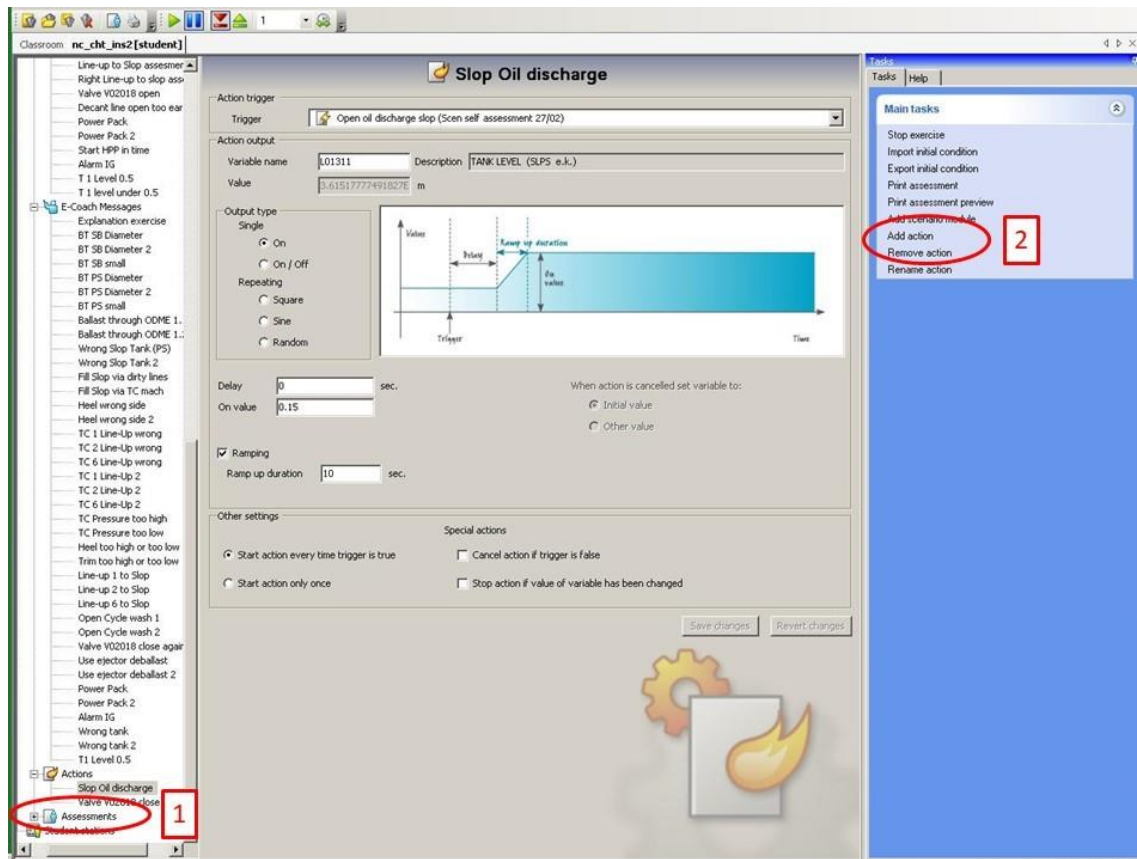 1
Classroom nc_cht_ins2 [student]
Line-up to Slop assesmer
Right Line-up to slop asse
Valve V02018 open
Decant line open too ear
Power Pack
Power Pack 2
Start HPP in time
Alarm IG
T 1 Level 0.5
T 1 level under 0.5
E-Coach Messages
Explanation exercise
BT SB Diameter
BT SB Diameter 2
BT SB small
BT PS Diameter
BT PS Diameter 2
BT PS small
Ballast through ODME 1.
Ballast through ODME 1.
Wrong Slop Tank (PS)
Wrong Slop Tank 2
Fill Slop via dirty lines
Fill Slop via TC mach
Heel wrong side
Heel wrong side 2
TC 1 Line-Up wrong
TC 2 Line-Up wrong
TC 6 Line-Up wrong
TC 1 Line-Up 2
TC 2 Line-Up 2
TC 6 Line-Up 2
TC Pressure too high
TC Pressure too low
Heel too high or too low
Trim too high or too low
Line-up 1 to Slop
Line-up 2 to Slop
Line-up 6 to Slop
Open Cycle wash 1
Open Cycle wash 2
Valve V02018 close agair
Use ejector deballast
Use ejector deballast 2
Power Pack
Power Pack 2
Alarm IG
Wrong tank
Wrong tank 2
T1 Level 0.5
Actions
Slop Oil discharge
Valve V02018 close
Assessments
Student stations
1
Slop Oil discharge
Action trigger
Trigger Open oil discharge slop (Scen self assessment 27/02)
Action output
Variable name L01311 Description TANK LEVEL (SLPS e.k.)
Value 3.61517777491827E m
Output type
Single
On
On / Off
Repeating
Square
Sine
Random
Values
Delay
Ramp up duration
On values
Trigger
Time
Delay 0 sec.
On value 0.15
When action is cancelled set variable to:
Initial value
Other value
Ramping
Ramp up duration 10 sec.
Other settings
Special actions
Start action every time trigger is true
Cancel action if trigger is false
Start action only once
Stop action if value of variable has been changed
Save changes Revert changes
Tasks
Tasks Help
Main tasks
Stop exercise
Import initial condition
Export initial condition
Print assessment
Print assessment preview
Add scenario module
Add action
Remove action
Rename action
2